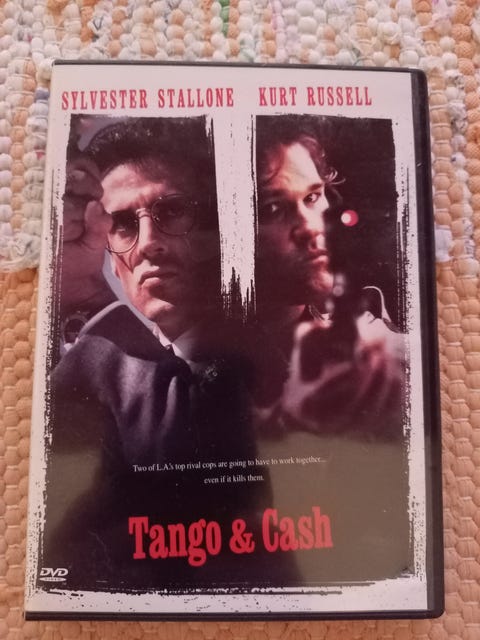 SYLVESTER STALLONE KURT RUSSELL
Two of L.A.'s top rival cops are going to have to work together...
even if it kills them.
Tango & Cash
DVD
VIDEO